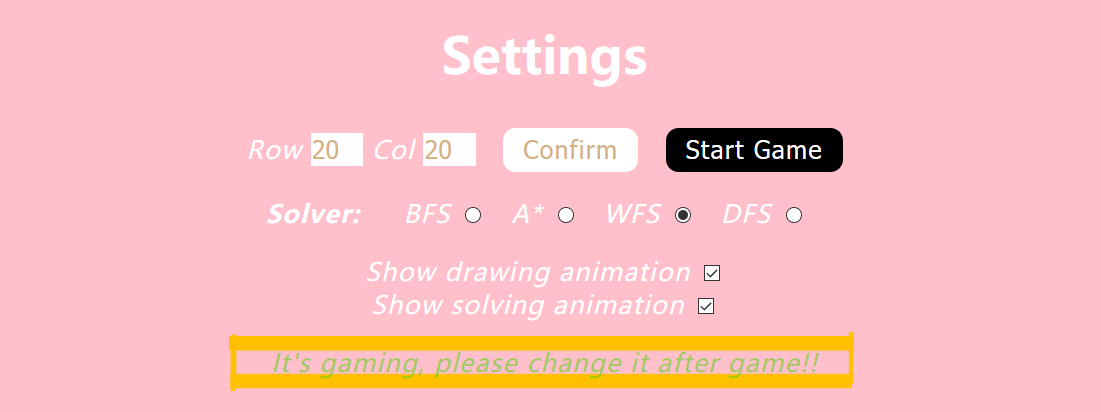 Settings
Row 20 Col 20 Confirm Start Game
Solver: BFS A* WFS DFS
Show drawing animation
Show solving animation
It's gaming, please change it after game!!